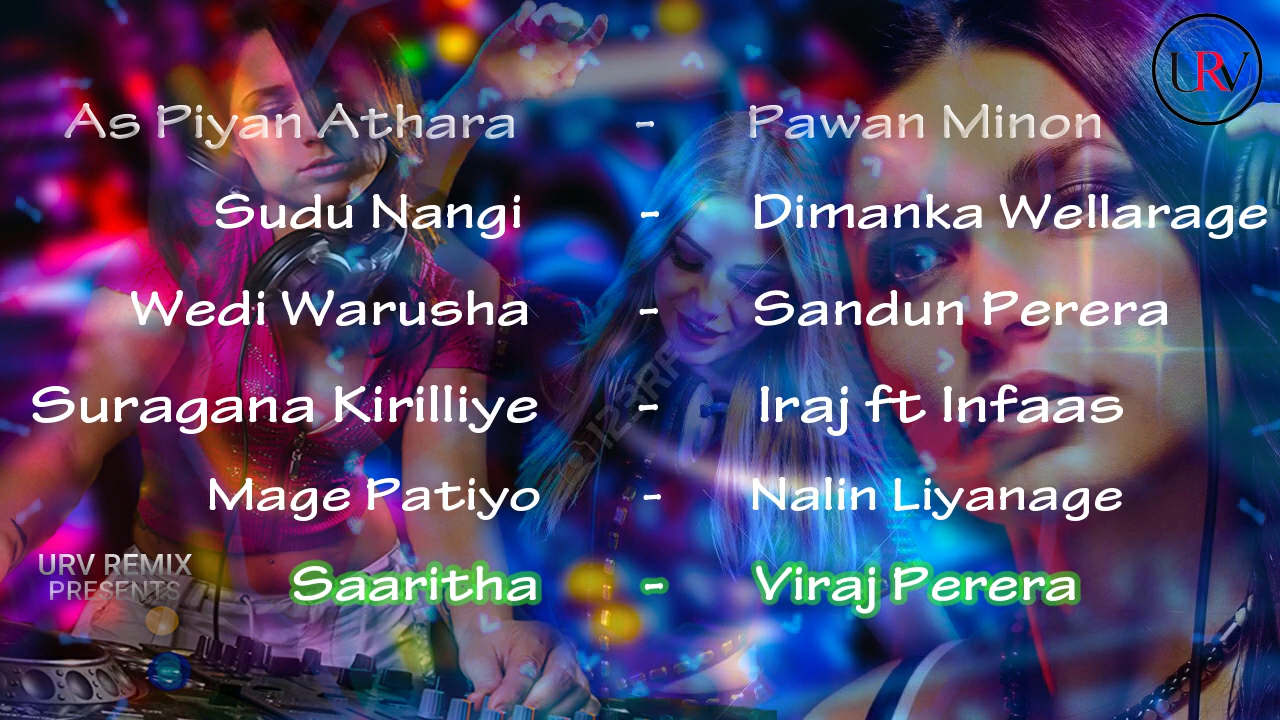 URV
As Piyan Athara - Pawan Minon
Sudu Nangi - Dimanka Wellarage
Wedi Warusha - Sandun Perera
Suragana Kirilliye - Iraj ft Infaas
123RF
Mage Patiyo - Nalin Liyanage
URV REMIX
PRESENTS
Saaritha - Viraj Perera